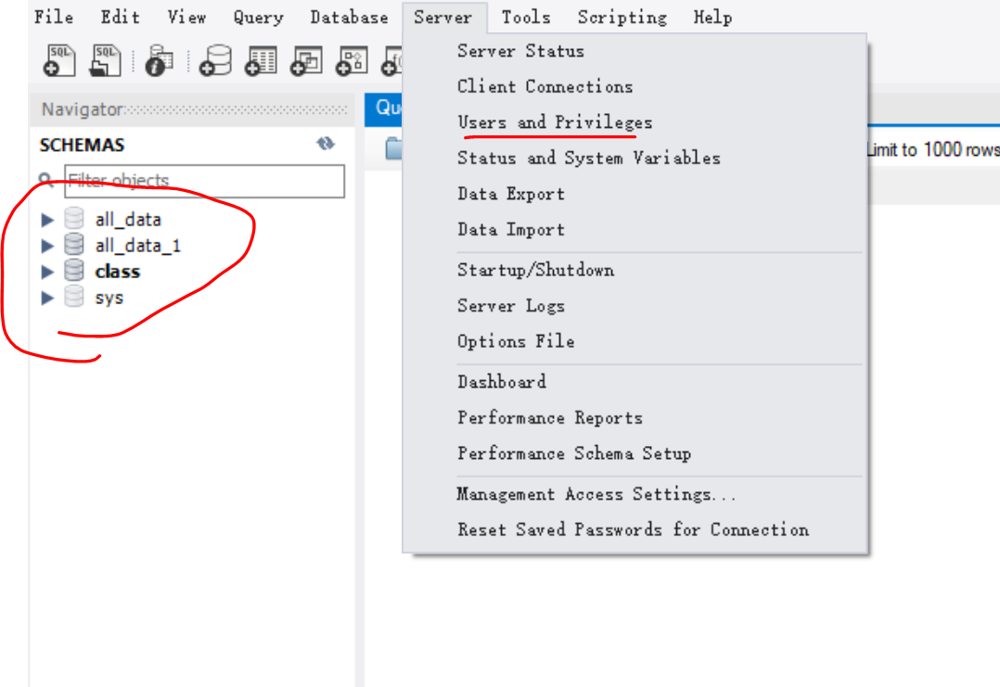 File Edit View Query Database Server Tools Scripting Help
SQL SQL
Navigator
SCHEMAS
Filter objects
all_data
all_data_1
class
sys
Server Status
Client Connections
Users and Privileges
Status and System Variables
Data Export
Data Import
Startup/Shutdown
Server Logs
Options File
Dashboard
Performance Reports
Performance Schema Setup
Management Access Settings...
Reset Saved Passwords for Connection
Limit to 1000 rows